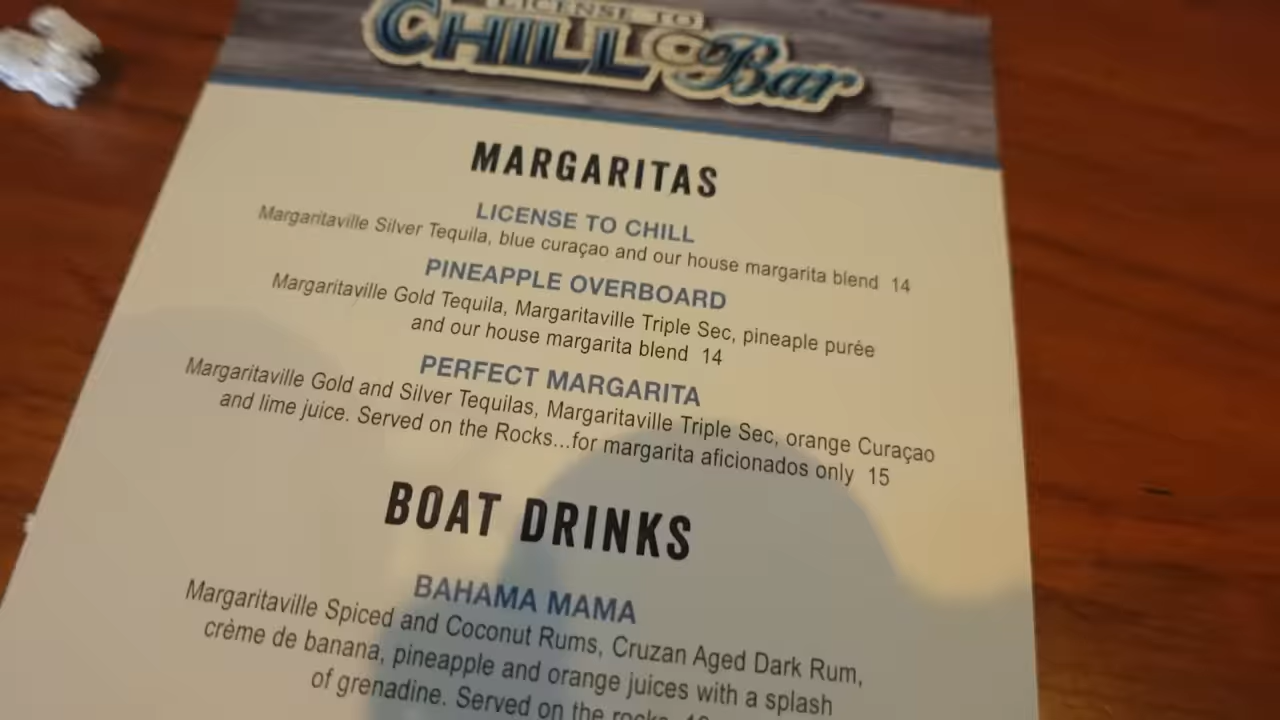 LICENSE TO
CHILL Bar
MARGARITAS
LICENSE TO CHILL
Margaritaville Silver Tequila, blue curaçao and our house margarita blend 14
PINEAPPLE OVERBOARD
Margaritaville Gold Tequila, Margaritaville Triple Sec, pineaple purée
and our house margarita blend 14
PERFECT MARGARITA
Margaritaville Gold and Silver Tequilas, Margaritaville Triple Sec, orange Curaçao
and lime juice. Served on the Rocks...for margarita aficionados only 15
BOAT DRINKS
BAHAMA MAMA
Margaritaville Spiced and Coconut Rums, Cruzan Aged Dark Rum,
crème de banana, pineapple and orange juices with a splash
of grenadine. Served on the rocks